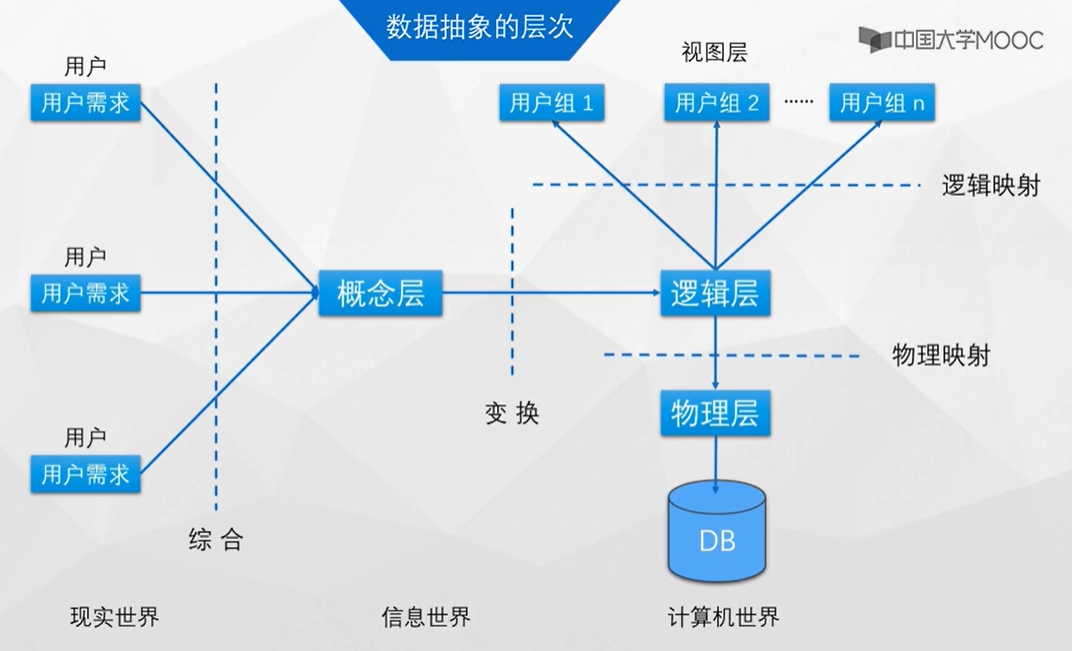 数据抽象的层次
中国大学MOOC
用户
用户需求
用户
用户需求
用户
用户需求
综 合
概念层
变 换
视图层
用户组 1
用户组 2
······
用户组 n
逻辑映射
逻辑层
物理映射
物理层
DB
现实世界
信息世界
计算机世界